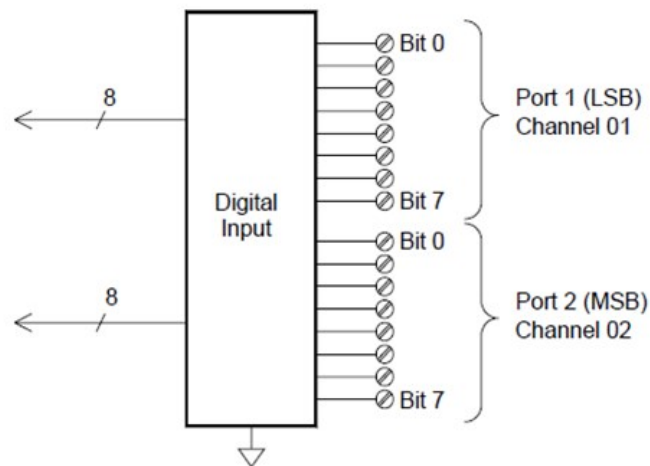 Bit 0
8
Port 1 (LSB)
Channel 01
Bit 7
Digital
Input
Bit 0
8
Port 2 (MSB)
Channel 02
Bit 7